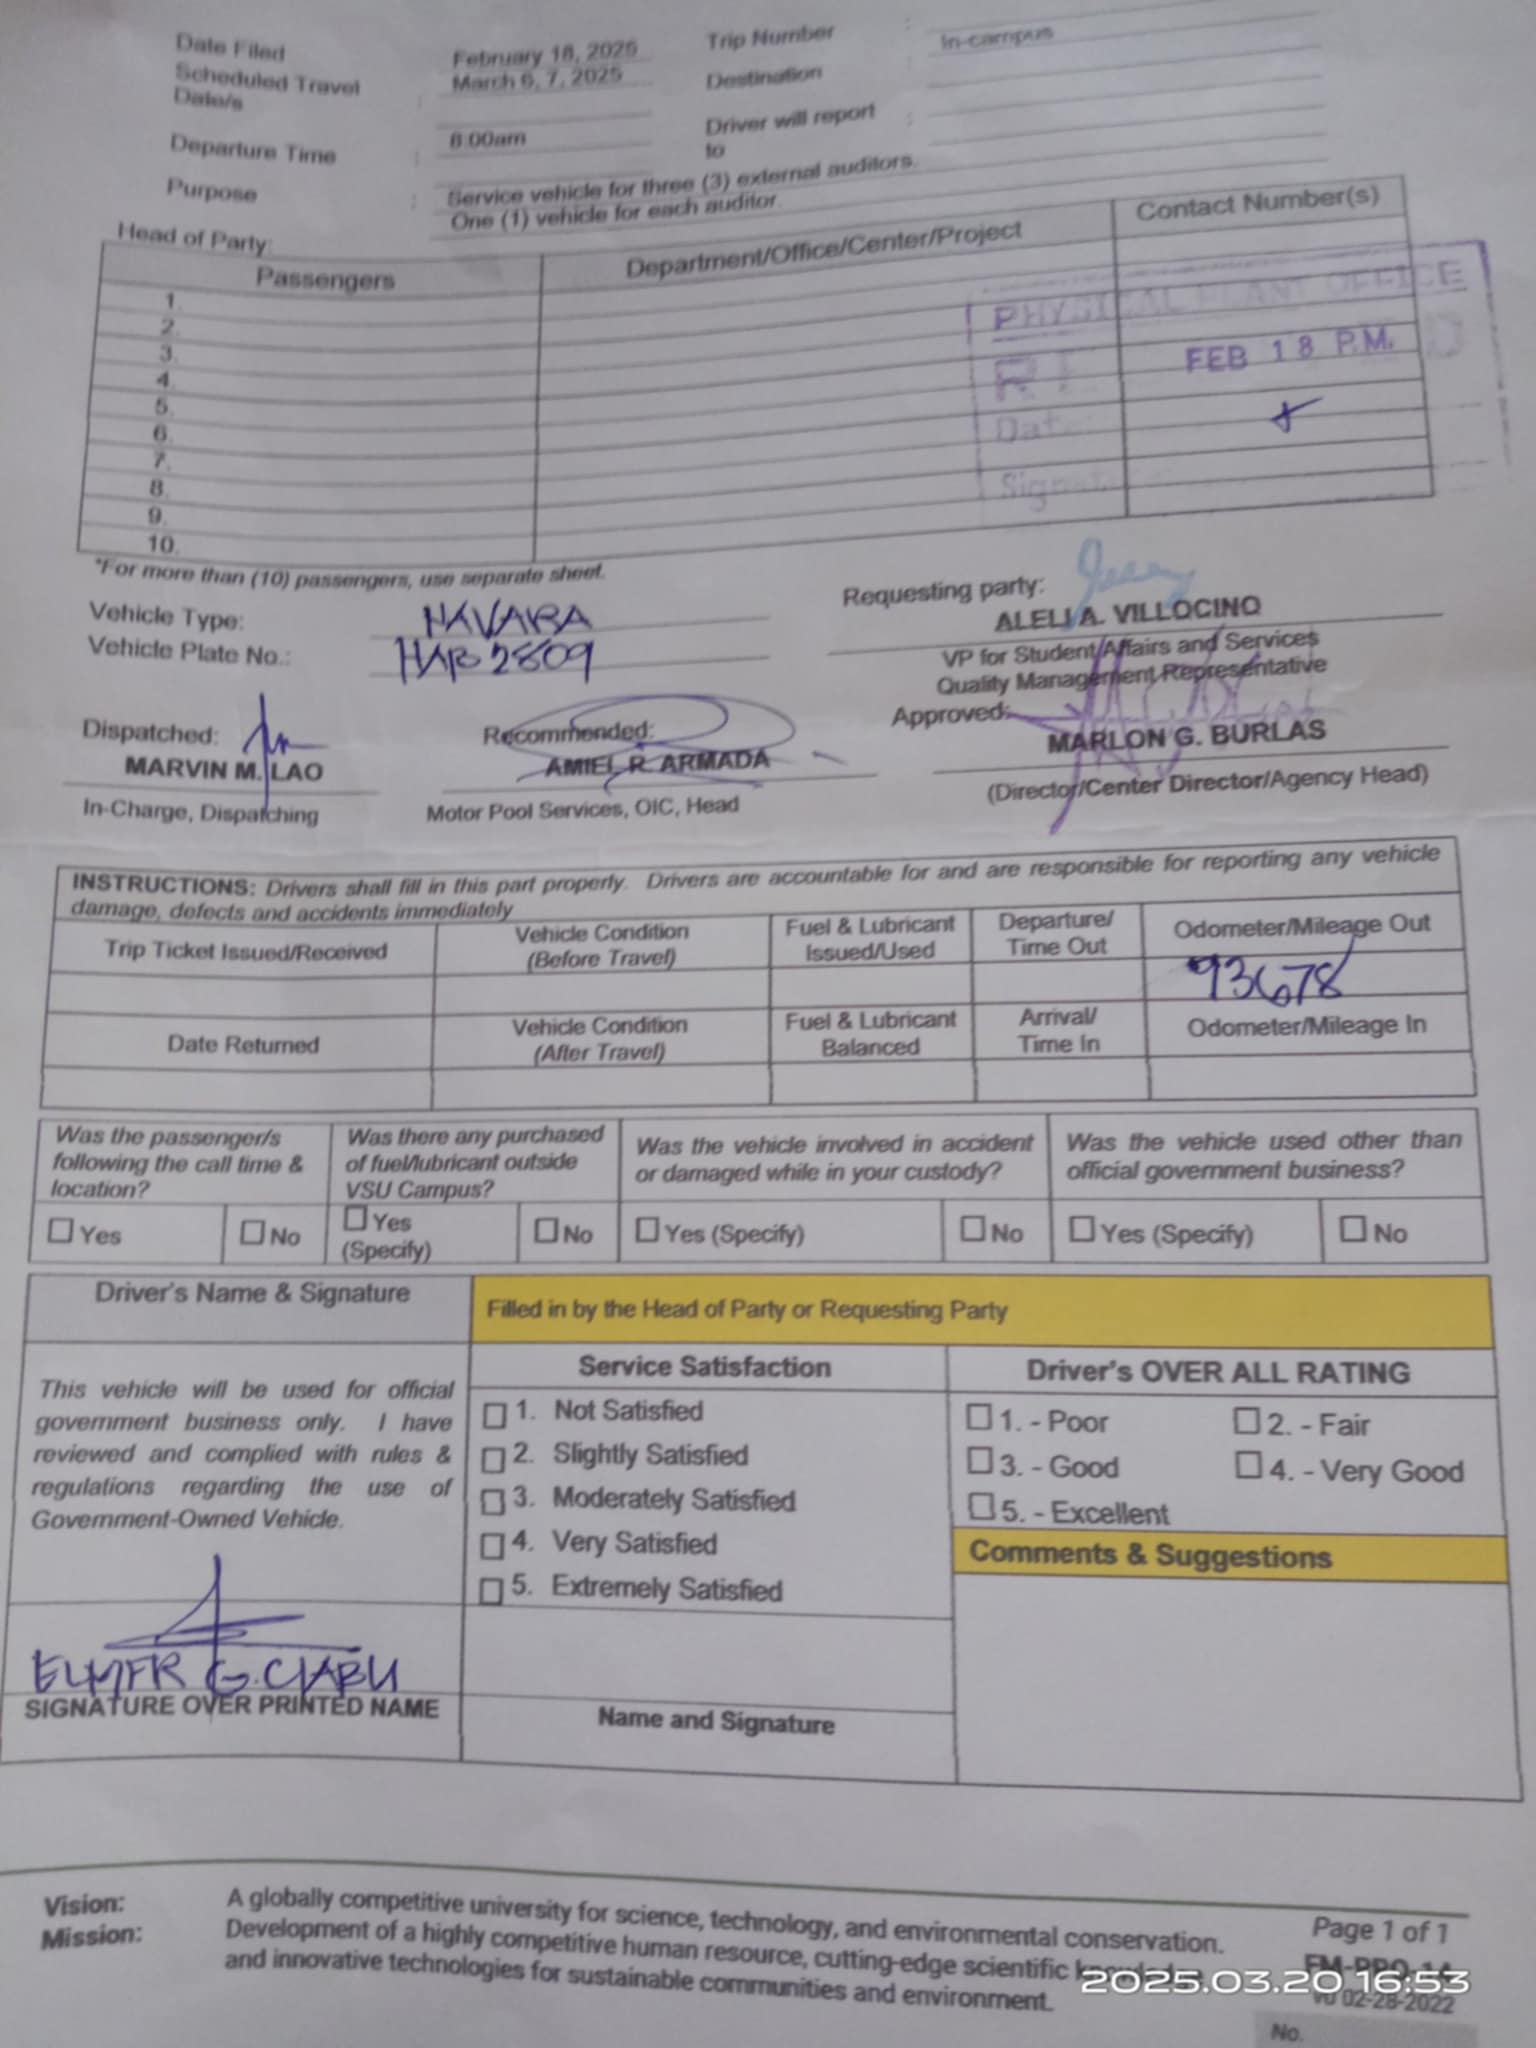 Date Filed February 18, 2025 Trip Number
Scheduled Travel Date/s : March 6, 7, 2025 Destination In-campus
Departure Time : 8:00am Driver will report to :
Purpose : Service vehicle for three (3) external auditors.
One (1) vehicle for each auditor.
Head of Party:
Passengers Department/Office/Center/Project Contact Number(s)
1.
2.
3.
4.
5.
6.
7.
8.
9.
10.
PHYSICAL PLANT OFFICE
FEB 18 P.M.
Date
*For more than (10) passengers, use separate sheet.
Vehicle Type: NAVARA
Vehicle Plate No.: HAB 2809
Requesting party:
ALELI A. VILLOCINO
VP for Student Affairs and Services
Quality Management Representative
Dispatched: Recommended: Approved:
MARVIN M. LAO AMIEL R. ARMADA MARLON G. BURLAS
In-Charge, Dispatching Motor Pool Services, OIC, Head (Director/Center Director/Agency Head)
INSTRUCTIONS: Drivers shall fill in this part properly. Drivers are accountable for and are responsible for reporting any vehicle
damage, defects and accidents immediately
Trip Ticket Issued/Received Vehicle Condition (Before Travel) Fuel & Lubricant Issued/Used Departure/ Time Out Odometer/Mileage Out
93678
Date Returned Vehicle Condition (After Travel) Fuel & Lubricant Balanced Arrival/ Time In Odometer/Mileage In
Was the passenger/s following the call time & location?
Was there any purchased of fuel/lubricant outside VSU Campus?
Was the vehicle involved in accident or damaged while in your custody?
Was the vehicle used other than official government business?
Yes No Yes (Specify) No Yes (Specify) No Yes (Specify) No
Driver's Name & Signature
Filled in by the Head of Party or Requesting Party
This vehicle will be used for official
government business only. I have
reviewed and complied with rules &
regulations regarding the use of
Government-Owned Vehicle.
ELMER G.
SIGNATURE OVER PRINTED NAME
Service Satisfaction
1. Not Satisfied
2. Slightly Satisfied
3. Moderately Satisfied
4. Very Satisfied
5. Extremely Satisfied
Name and Signature
Driver's OVER ALL RATING
1. - Poor 2. - Fair
3. - Good 4. - Very Good
5. - Excellent
Comments & Suggestions
Vision: A globally competitive university for science, technology, and environmental conservation.
Mission: Development of a highly competitive human resource, cutting-edge scientific
and innovative technologies for sustainable communities and environment.
Page 1 of 1
2025.03.20 16:53
02-28-2022
No.